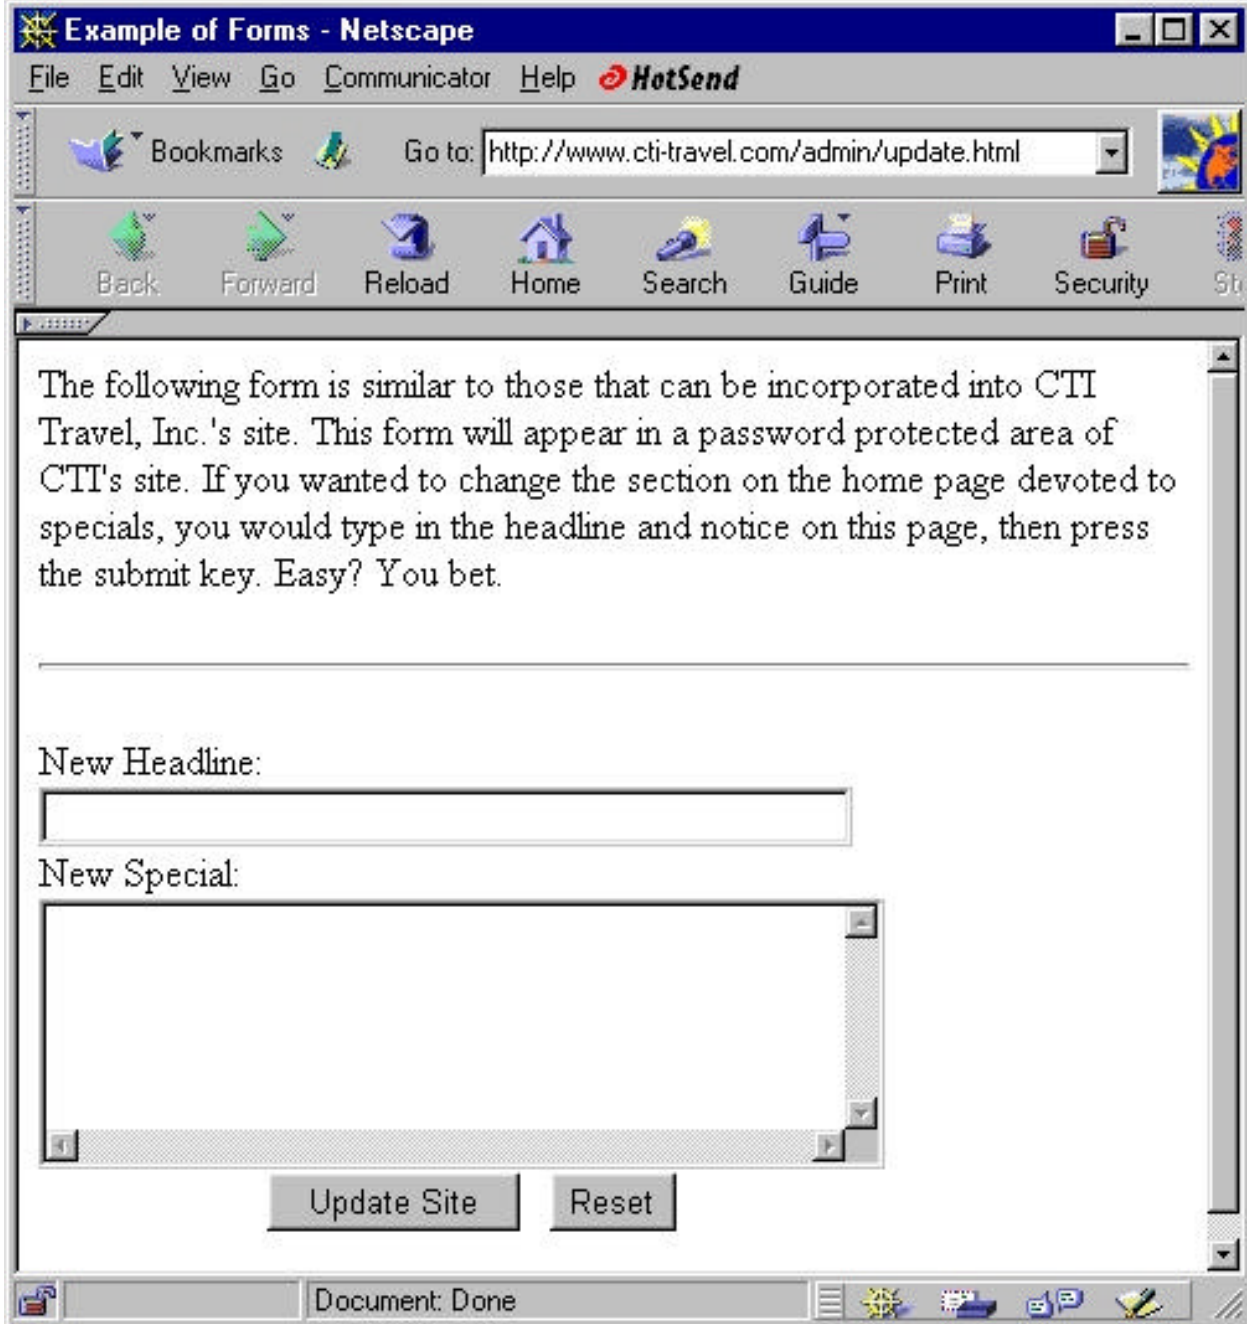 Example of Forms - Netscape
File Edit View Go Communicator Help HotSend
Bookmarks Go to: http://www.cti-travel.com/admin/update.html
Back Forward Reload Home Search Guide Print Security
The following form is similar to those that can be incorporated into CTI
Travel, Inc.'s site. This form will appear in a password protected area of
CTI's site. If you wanted to change the section on the home page devoted to
specials, you would type in the headline and notice on this page, then press
the submit key. Easy? You bet.
New Headline:
New Special:
Update Site Reset
Document: Done